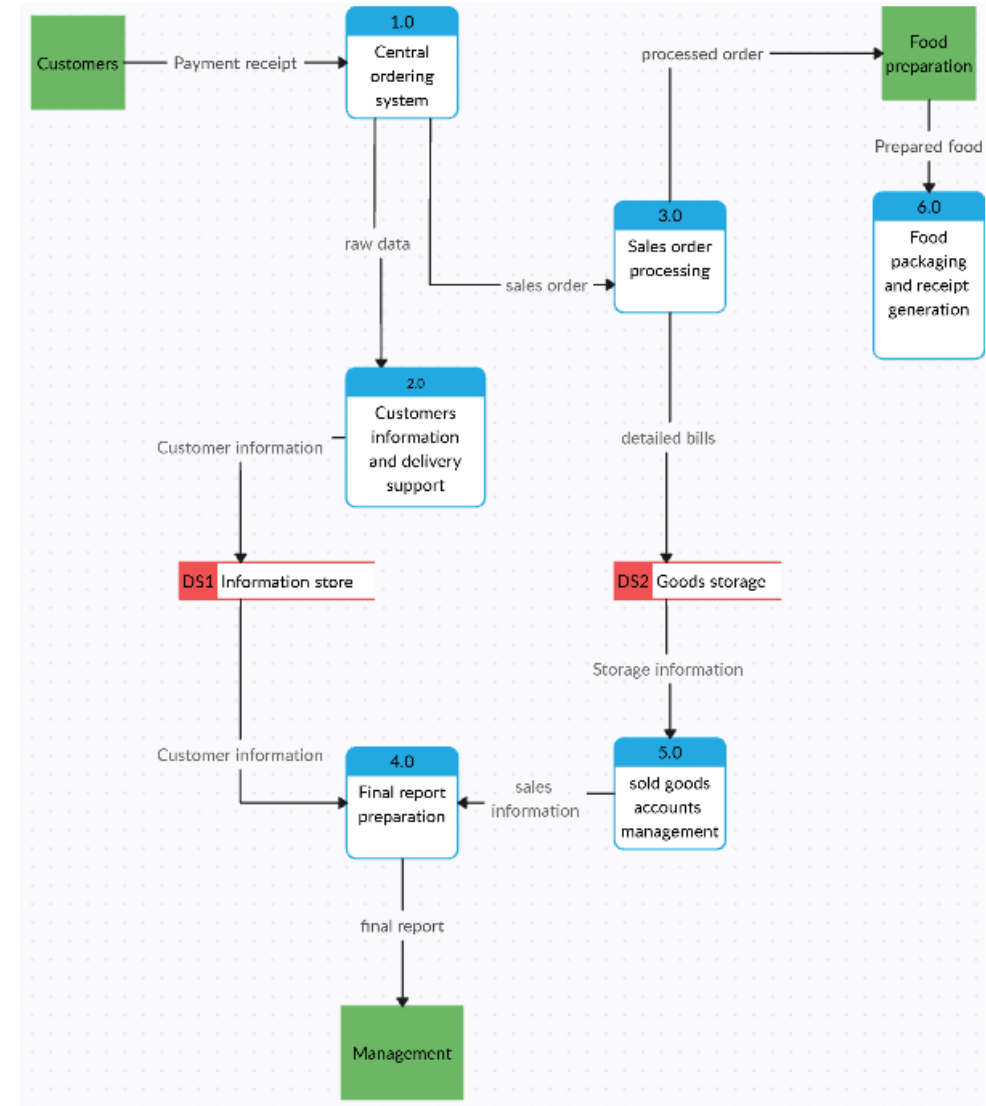 1.0
Customers
Payment receipt
Central
ordering
system
processed order
Food
preparation
Prepared food
raw data
sales order
3.0
Sales order
processing
6.0
Food
packaging
and receipt
generation
2.0
Customers
information
and delivery
support
Customer information
detailed bills
DS1 Information store
DS2 Goods storage
Storage information
Customer information
4.0
Final report
preparation
sales
information
5.0
sold goods
accounts
management
final report
Management